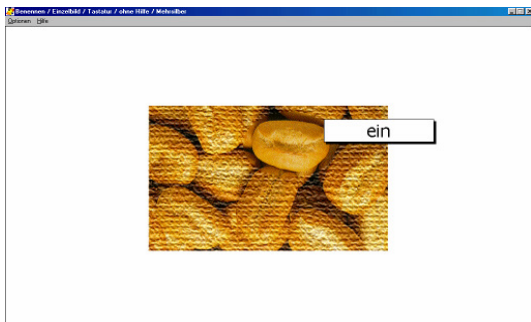 Benennen / Einzelbild / Tastatur / ohne Hilfe / Mehrsilber
Optionen Hilfe
ein